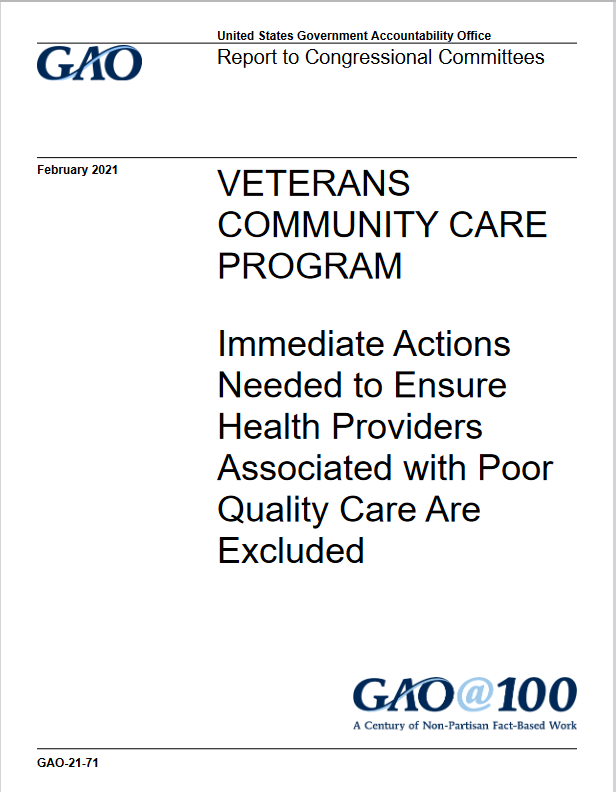 United States Government Accountability Office
GAO
Report to Congressional Committees
February 2021
VETERANS
COMMUNITY CARE
PROGRAM
Immediate Actions
Needed to Ensure
Health Providers
Associated with Poor
Quality Care Are
Excluded
GAO@100
A Century of Non-Partisan Fact-Based Work
GAO-21-71